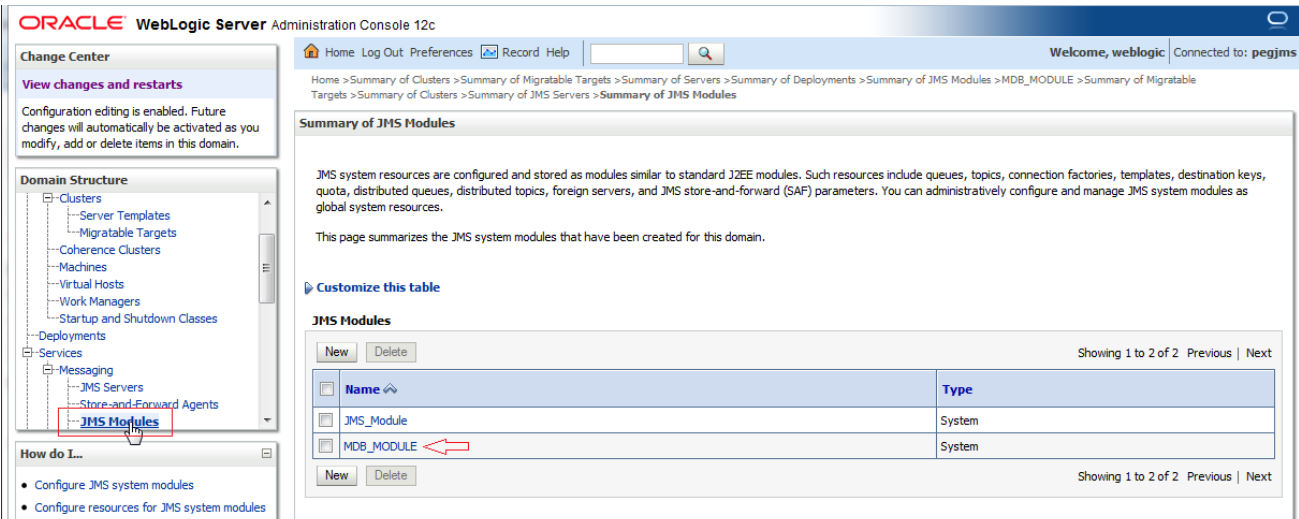 ORACLE WebLogic Server Administration Console 12c
Change Center
View changes and restarts
Configuration editing is enabled. Future
changes will automatically be activated as you
modify, add or delete items in this domain.
Domain Structure
Clusters
Server Templates
Migratable Targets
Coherence Clusters
Machines
Virtual Hosts
Work Managers
Startup and Shutdown Classes
Deployments
Services
Messaging
JMS Servers
Store-and-Forward Agents
JMS Modules
How do I...
Configure JMS system modules
Configure resources for JMS system modules
Home Log Out Preferences Record Help
Welcome, weblogic Connected to: pegjms
Home >Summary of Clusters >Summary of Migratable Targets >Summary of Servers >Summary of Deployments >Summary of JMS Modules >MDB_MODULE >Summary of Migratable
Targets >Summary of Clusters >Summary of JMS Servers >Summary of JMS Modules
Summary of JMS Modules
JMS system resources are configured and stored as modules similar to standard J2EE modules. Such resources include queues, topics, connection factories, templates, destination keys,
quota, distributed queues, distributed topics, foreign servers, and JMS store-and-forward (SAF) parameters. You can administratively configure and manage JMS system modules as
global system resources.
This page summarizes the JMS system modules that have been created for this domain.
Customize this table
JMS Modules
New Delete Showing 1 to 2 of 2 Previous | Next
Name Type
JMS_Module System
MDB_MODULE System
New Delete Showing 1 to 2 of 2 Previous | Next